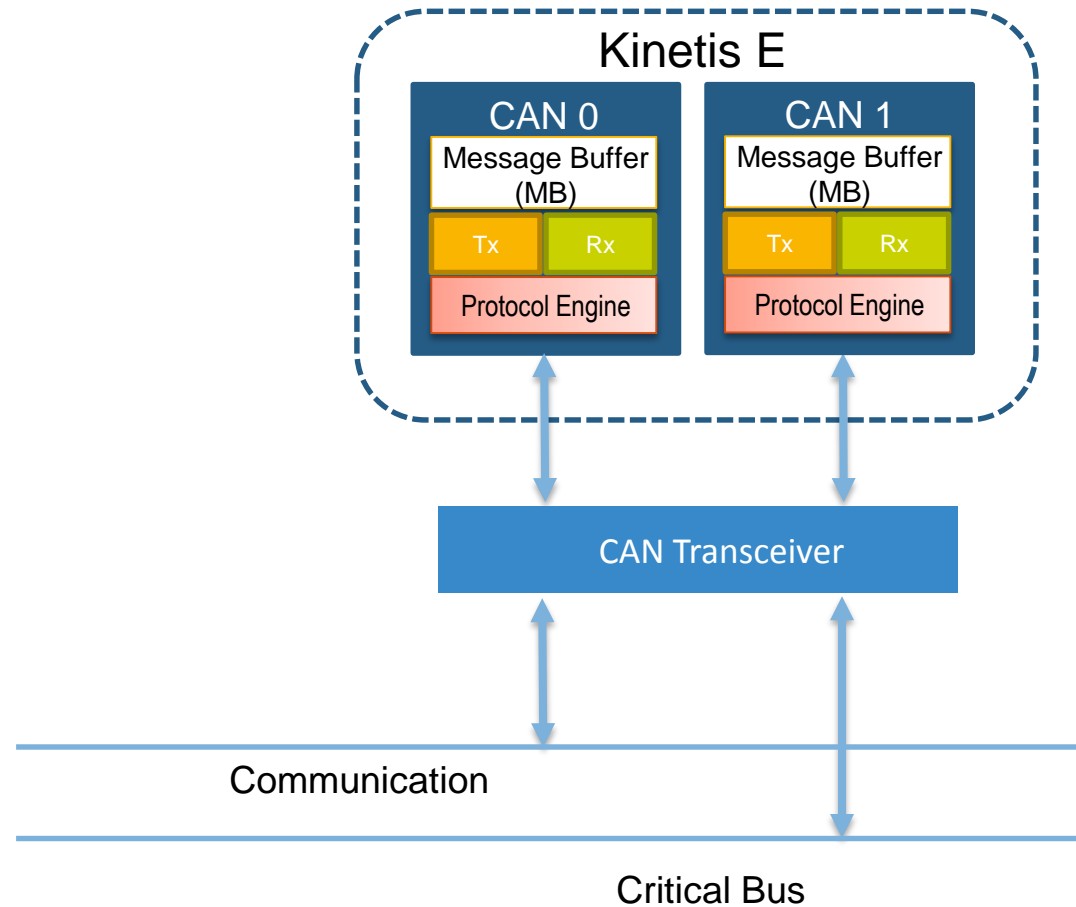 Kinetis E
CAN 0
Message Buffer
(MB)
Tx
Rx
Protocol Engine
CAN 1
Message Buffer
(MB)
Tx
Rx
Protocol Engine
CAN Transceiver
Communication
Critical Bus